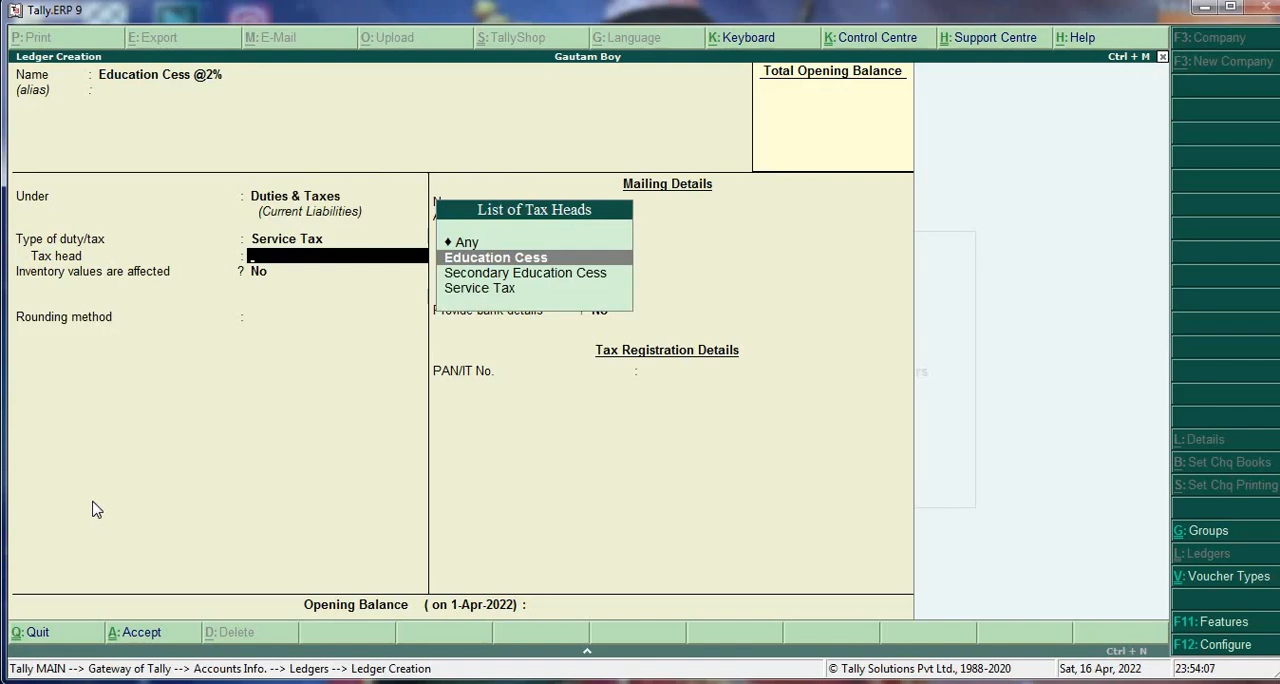 Tally.ERP 9
P: Print
E: Export
M: E-Mail
O: Upload
S: TallyShop
G: Language
K: Keyboard
K: Control Centre
H: Support Centre
H: Help
Ledger Creation
Gautam Boy
Ctrl + M
Name : Education Cess @2%
(alias) :
Total Opening Balance
Under : Duties & Taxes
(Current Liabilities)
Type of duty/tax : Service Tax
Tax head :
Inventory values are affected ? No
Rounding method :
Mailing Details
List of Tax Heads
♦ Any
Education Cess
Secondary Education Cess
Service Tax
Provide bank details ? No
Tax Registration Details
PAN/IT No. :
Opening Balance ( on 1-Apr-2022) :
F3: Company
F3: New Company
L: Details
B: Set Chq Books
S: Set Chq Printing
G: Groups
L: Ledgers
V: Voucher Types
F11: Features
F12: Configure
Q: Quit
A: Accept
D: Delete
Ctrl + N
Tally MAIN --> Gateway of Tally --> Accounts Info. --> Ledgers --> Ledger Creation
© Tally Solutions Pvt Ltd., 1988-2020
Sat, 16 Apr, 2022
23:54:07